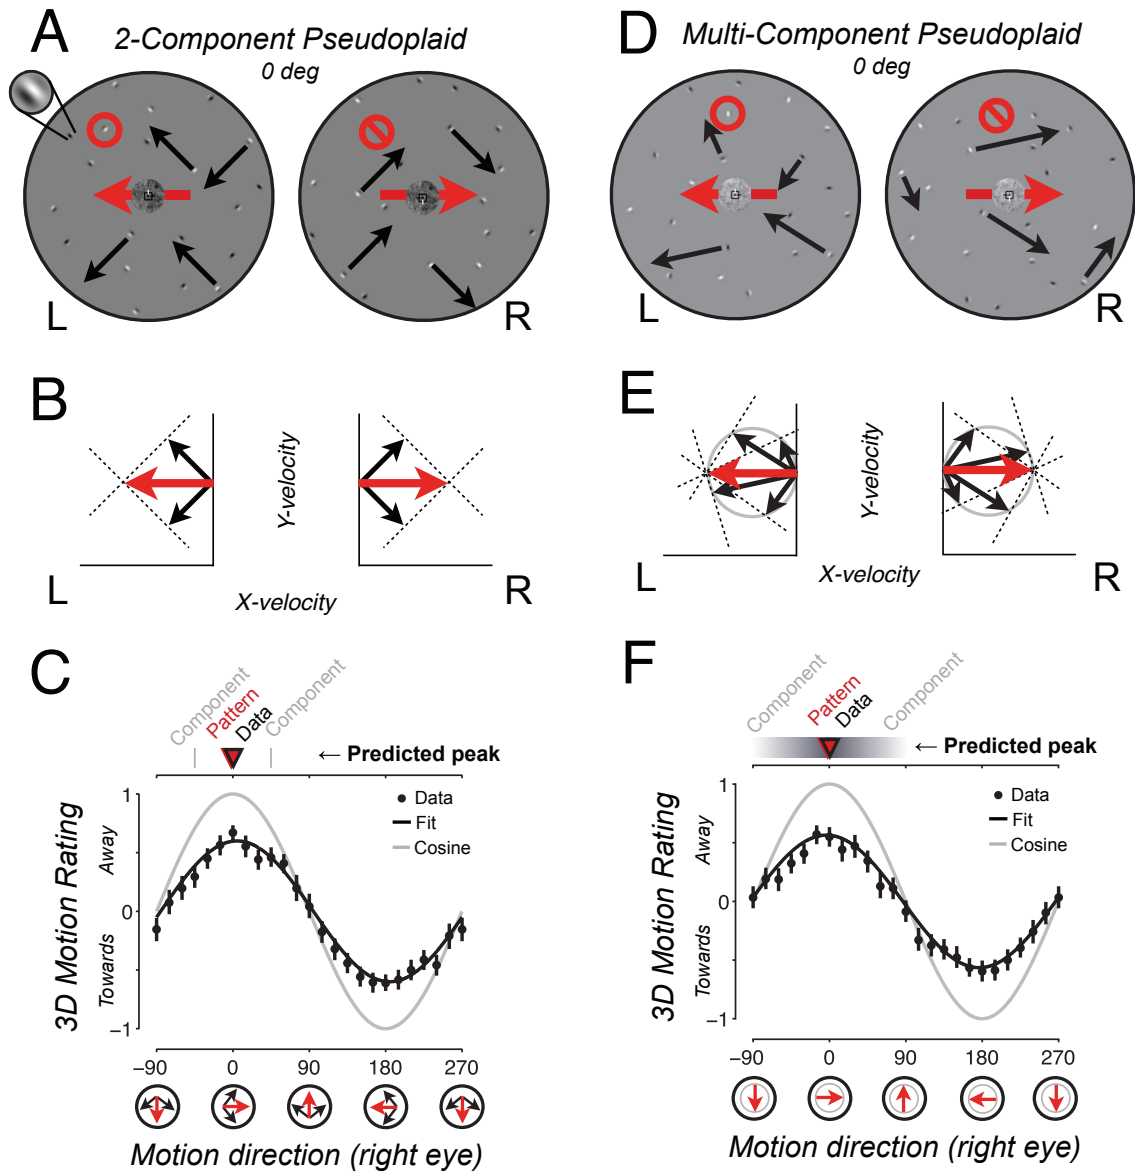 A
2-Component Pseudoplaid
0 deg
L
R
B
Y-velocity
L
X-velocity
R
C
Component
Pattern
Data
Component
← Predicted peak
3D Motion Rating
Away
Towards
1
0
−1
Data
Fit
Cosine
−90
0
90
180
270
Motion direction (right eye)
D
Multi-Component Pseudoplaid
0 deg
L
R
E
Y-velocity
L
X-velocity
R
F
Component
Pattern
Data
Component
← Predicted peak
3D Motion Rating
Away
Towards
1
0
−1
Data
Fit
Cosine
−90
0
90
180
270
Motion direction (right eye)